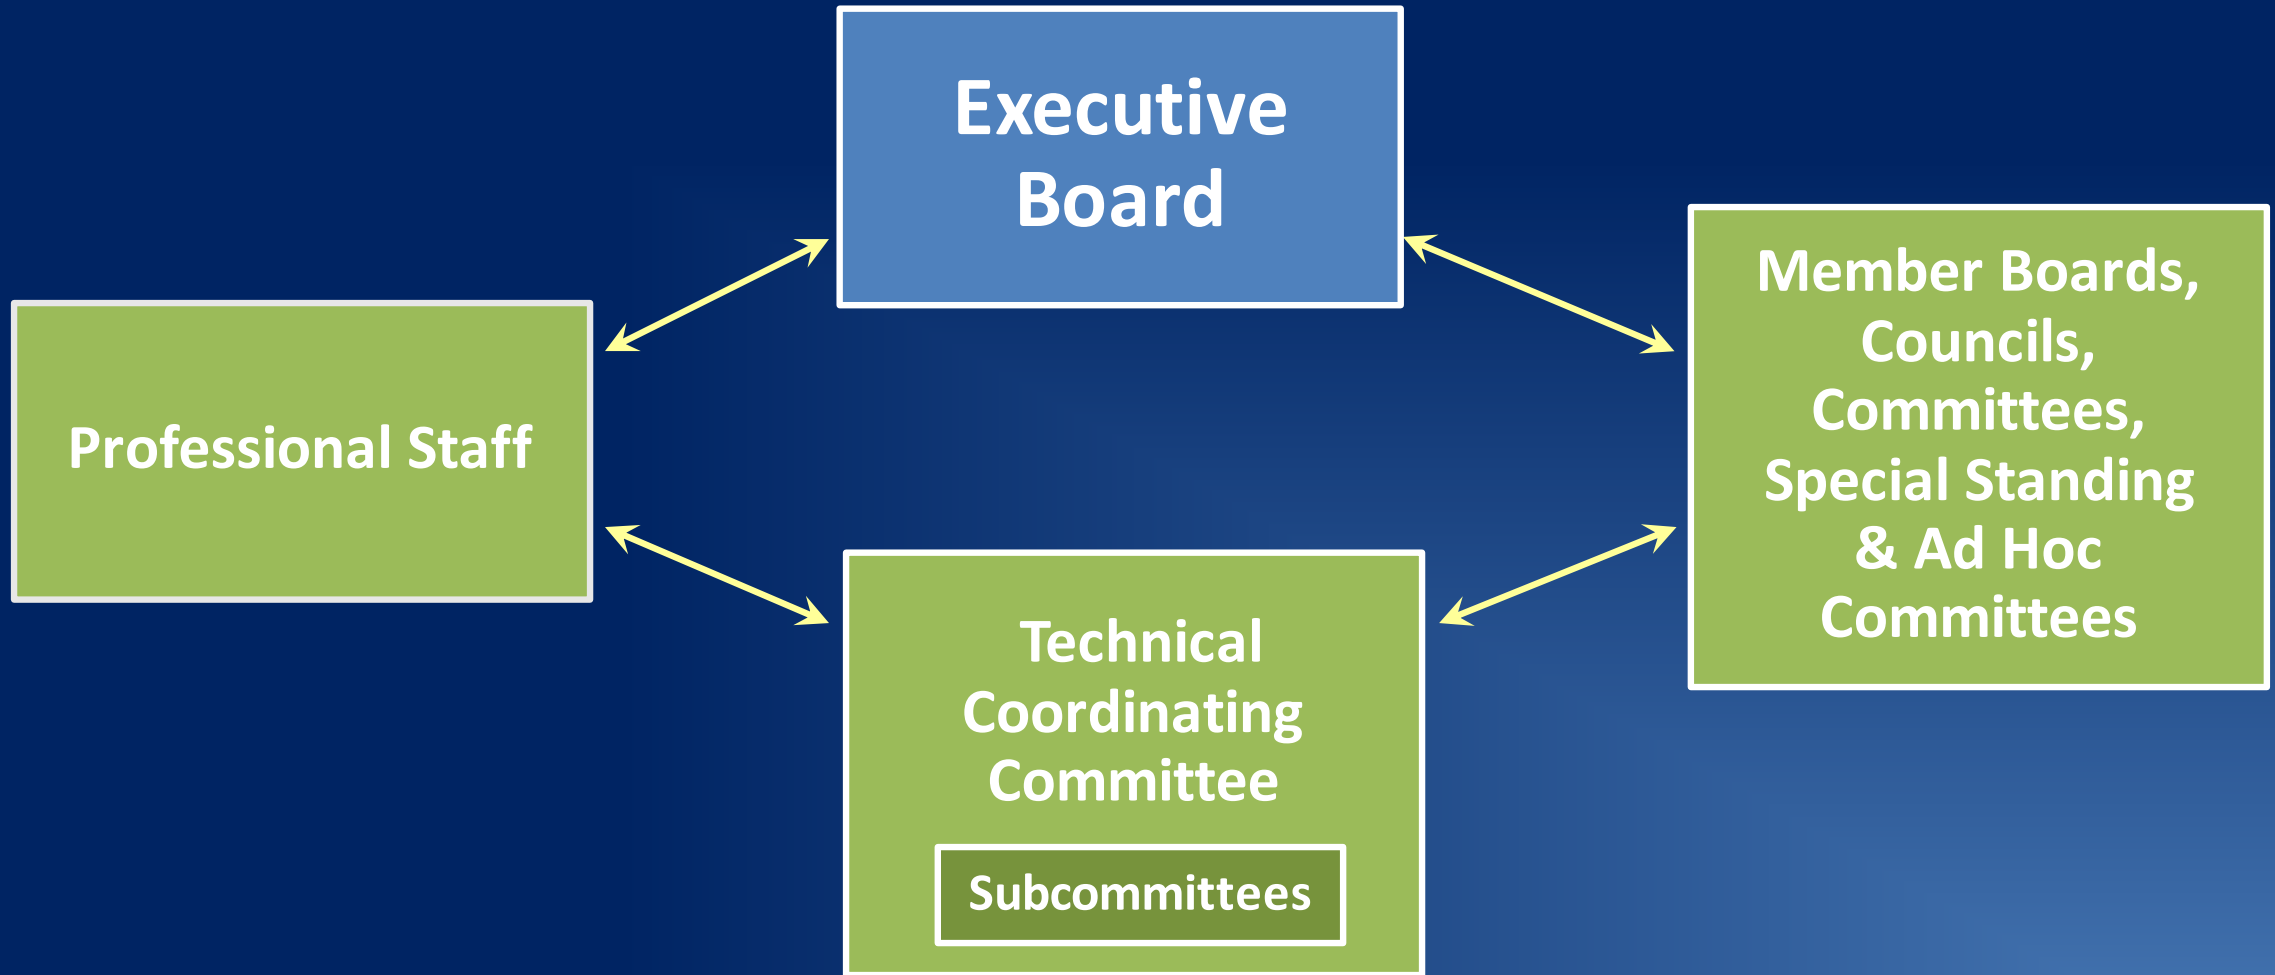 Executive
Board
Professional Staff
Member Boards,
Councils,
Committees,
Special Standing
& Ad Hoc
Committees
Technical
Coordinating
Committee
Subcommittees